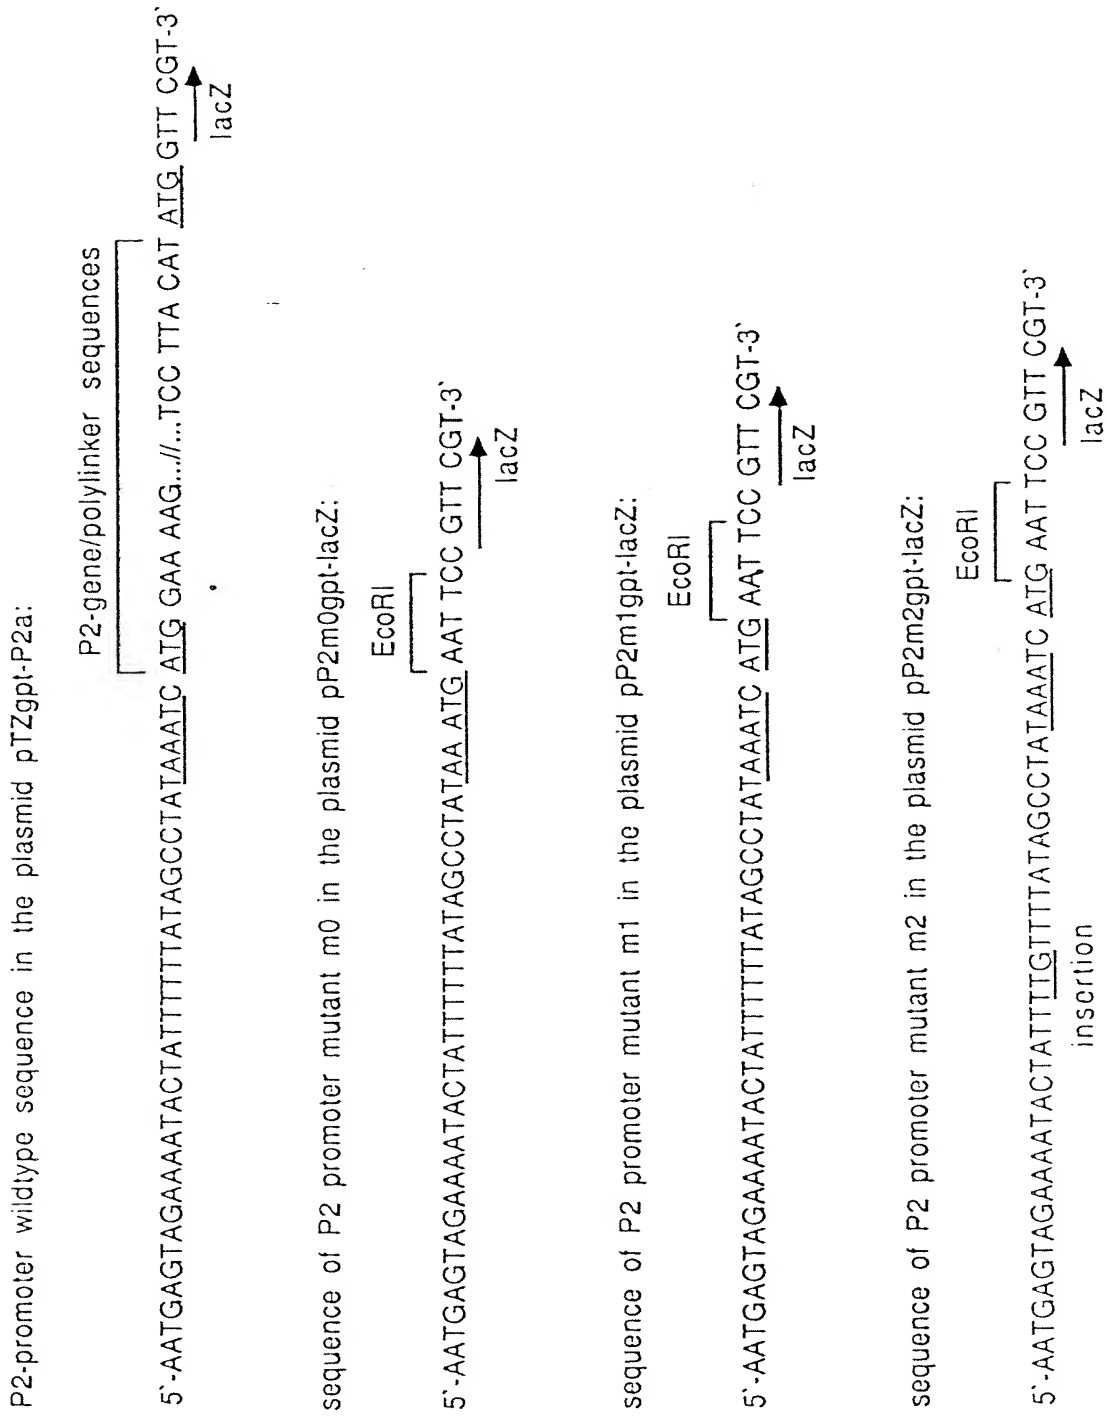 P2-promoter wildtype sequence in the plasmid pTZgpt-P2a:
P2-gene/polylinker sequences
5`-AATGAGTAGAAAATACTATTTTTTATAGCCTATAAATC ATG GAA AAG...//...TCC TTA CAT ATG GTT CGT-3`
lacZ
sequence of P2 promoter mutant m0 in the plasmid pP2m0gpt-lacZ:
EcoRI
5`-AATGAGTAGAAAATACTATTTTTTATAGCCTATAA ATG AAT TCC GTT CGT-3`
lacZ
sequence of P2 promoter mutant m1 in the plasmid pP2m1gpt-lacZ:
EcoRI
5`-AATGAGTAGAAAATACTATTTTTTATAGCCTATAAATC ATG AAT TCC GTT CGT-3`
lacZ
sequence of P2 promoter mutant m2 in the plasmid pP2m2gpt-lacZ:
EcoRI
5`-AATGAGTAGAAAATACTATTTTGTTTTATAGCCTATAAATC ATG AAT TCC GTT CGT-3`
insertion
lacZ